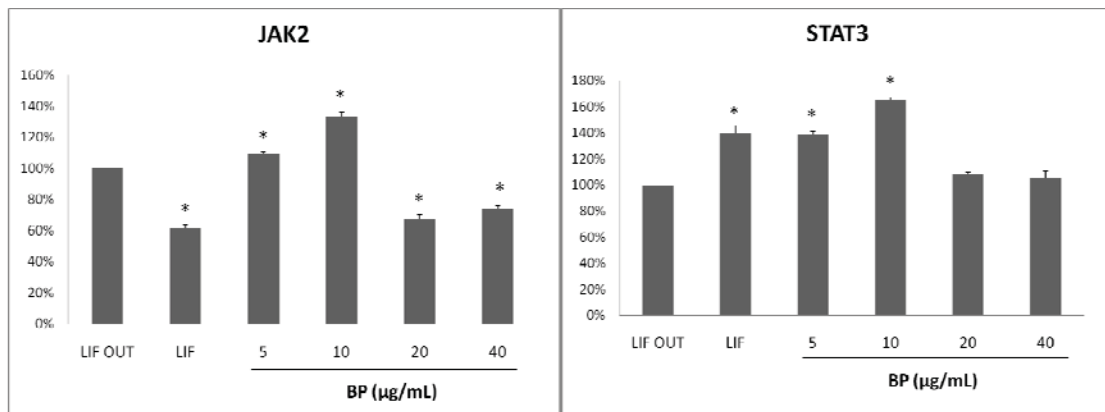 JAK2
160%
140%
120%
100%
80%
60%
40%
20%
0%
* * * * *
LIF OUT LIF 5 10 20 40
BP (µg/mL)
STAT3
180%
160%
140%
120%
100%
80%
60%
40%
20%
0%
* * *
LIF OUT LIF 5 10 20 40
BP (µg/mL)